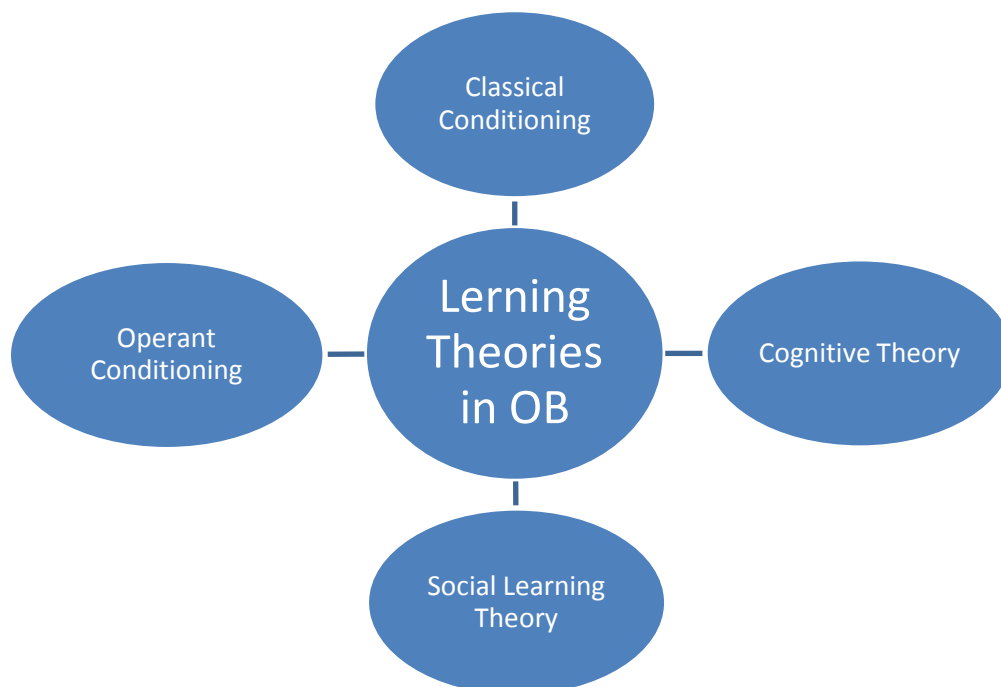 Classical
Conditioning
Operant
Conditioning
Lerning
Theories
in OB
Cognitive Theory
Social Learning
Theory